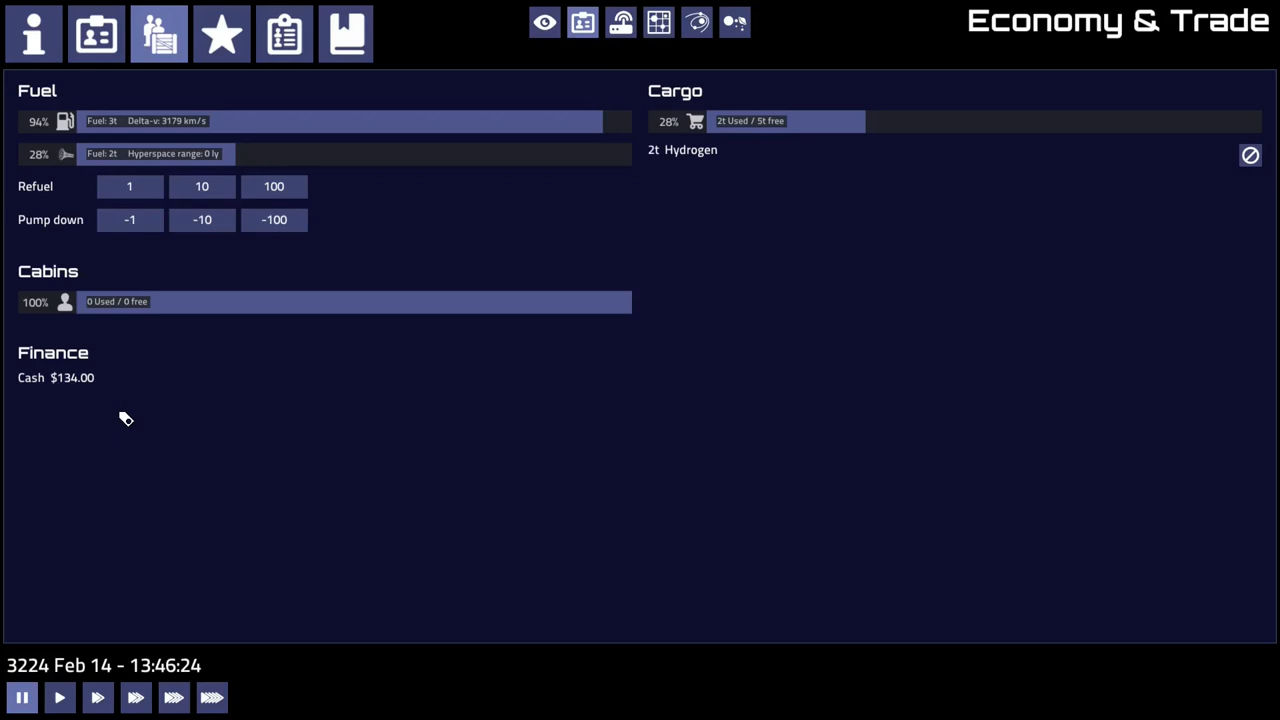 Economy & Trade
Fuel
94% Fuel: 3t Delta-v: 3179 km/s
28% Fuel: 2t Hyperspace range: 0 ly
Refuel 1 10 100
Pump down -1 -10 -100
Cabins
100% 0 Used / 0 free
Finance
Cash $134.00
Cargo
28% 2t Used / 5t free
2t Hydrogen
3224 Feb 14 - 13:46:24